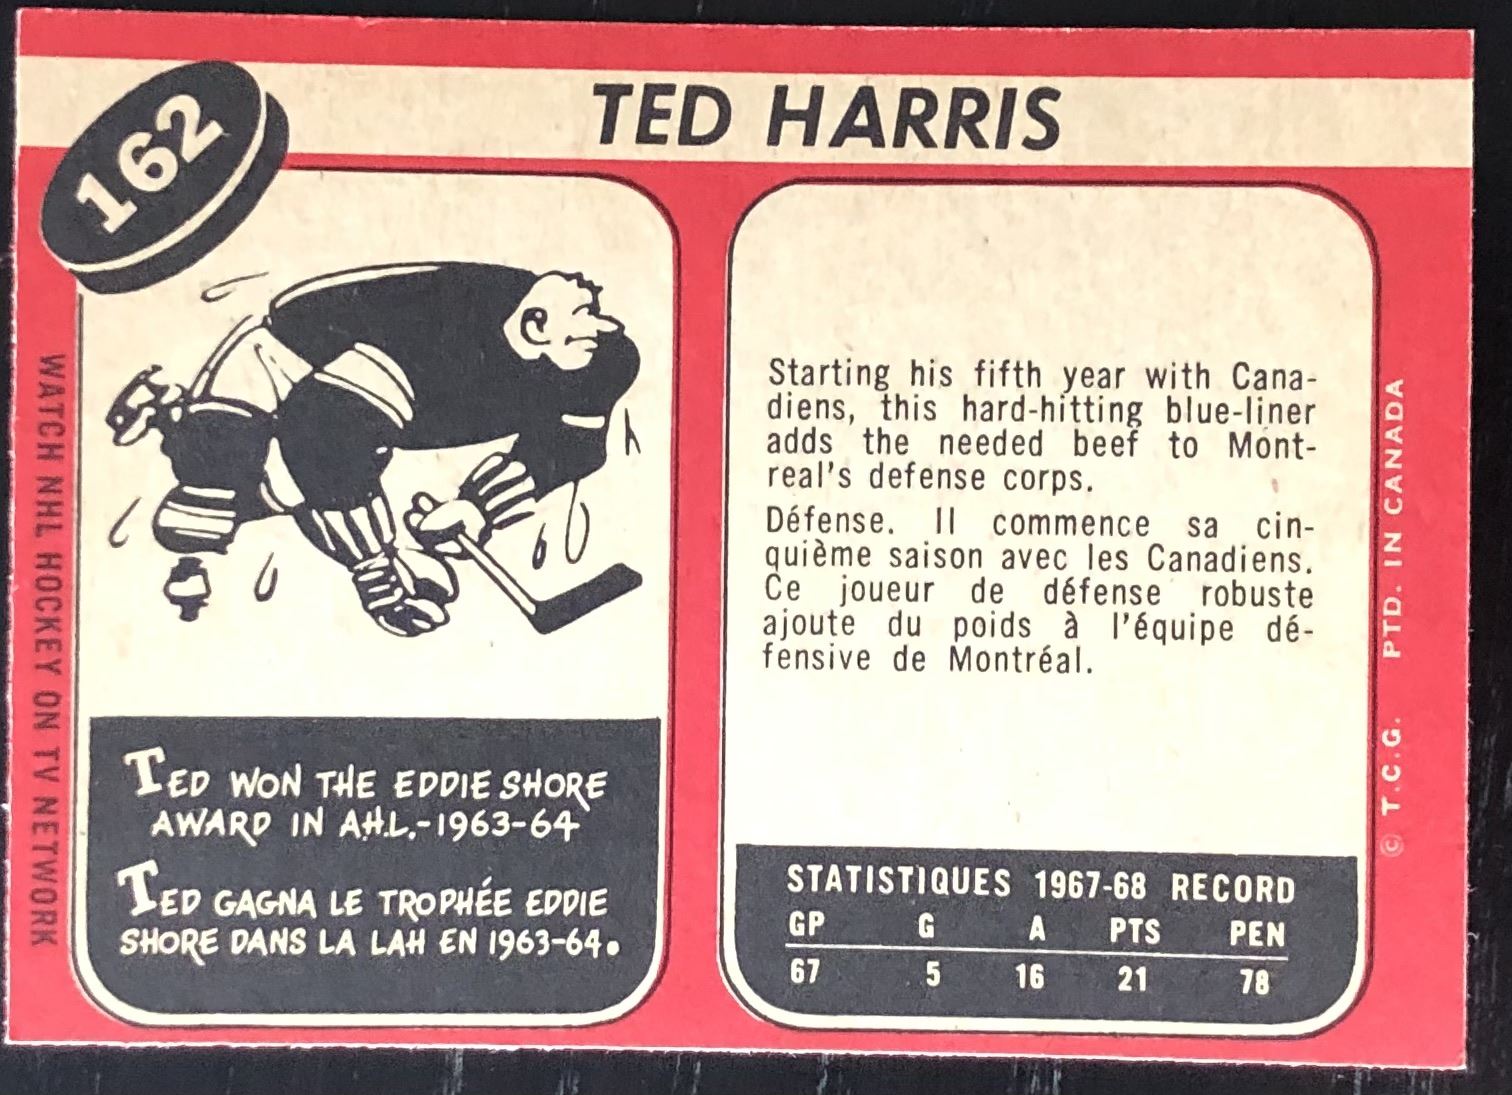 162
TED HARRIS
WATCH NHL HOCKEY ON TV NETWORK
TED WON THE EDDIE SHORE
AWARD IN A.H.L.-1963-64
TED GAGNA LE TROPHÉE EDDIE
SHORE DANS LA LAH EN 1963-64.
Starting his fifth year with Cana-
diens, this hard-hitting blue-liner
adds the needed beef to Mont-
real's defense corps.
Défense. Il commence sa cin-
quième saison avec les Canadiens.
Ce joueur de défense robuste
ajoute du poids à l'équipe dé-
fensive de Montréal.
STATISTIQUES 1967-68 RECORD
GP G A PTS PEN
67 5 16 21 78
© T.C.G. PTD. IN CANADA